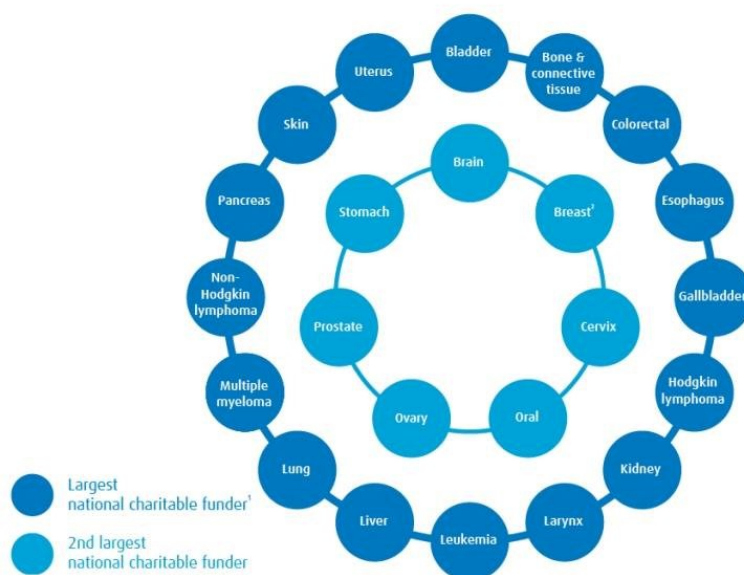 Bladder
Bone &
connective
tissue
Colorectal
Esophagus
Gallbladder
Hodgkin
lymphoma
Kidney
Larynx
Leukemia
Liver
Lung
Multiple
myeloma
Non-
Hodgkin
lymphoma
Pancreas
Skin
Uterus
Brain
Breast²
Cervix
Oral
Ovary
Prostate
Stomach
Largest
national charitable funder¹
2nd largest
national charitable funder